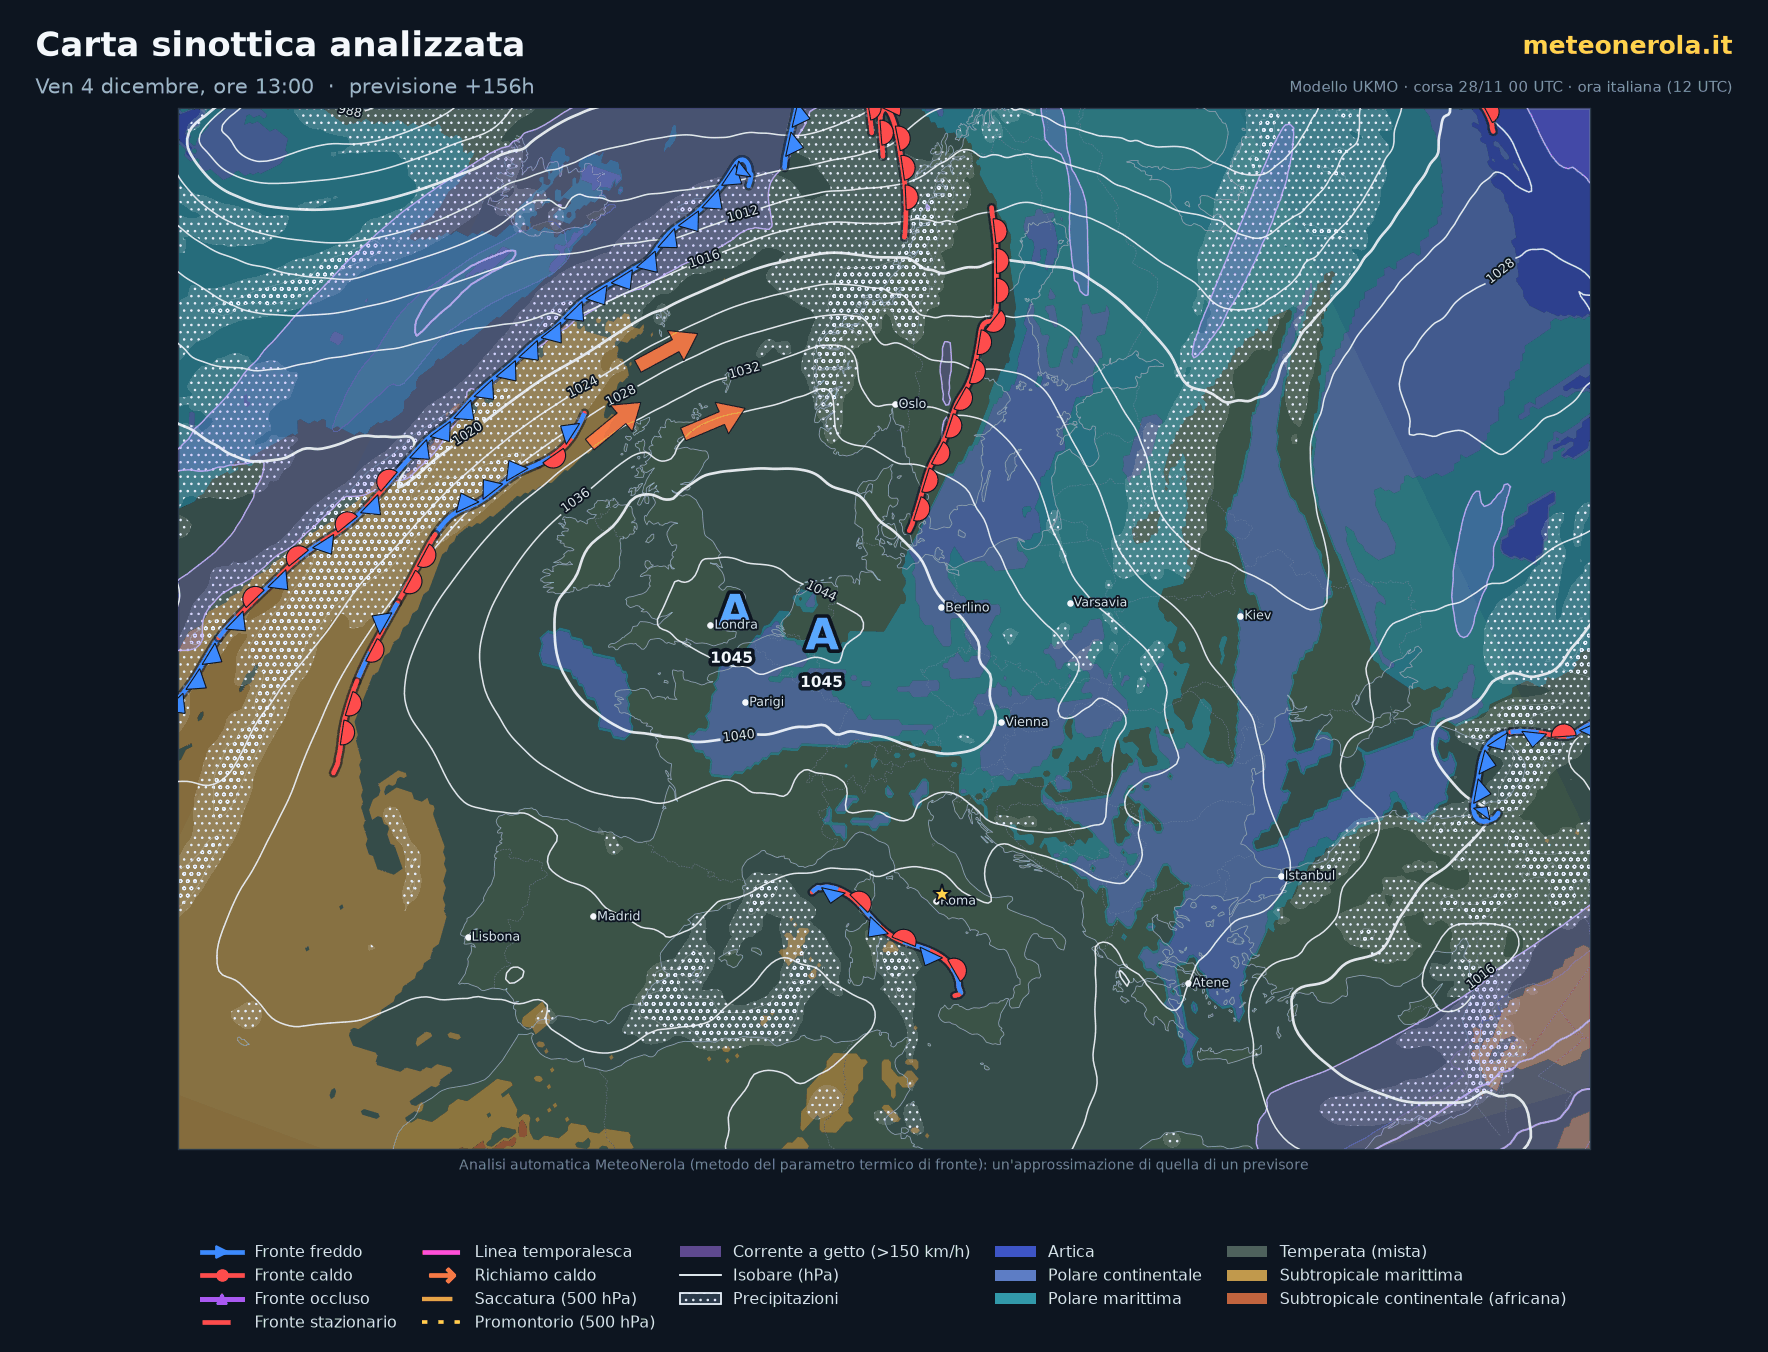 Carta sinottica analizzata
meteonerola.it
Ven 4 dicembre, ore 13:00 · previsione +156h
Modello UKMO · corsa 28/11 00 UTC · ora italiana (12 UTC)
988
1012
1016
1028
1032
1024
1028
1020
Oslo
1036
1044
A
A
Londra
1045
1045
Berlino
Varsavia
Kiev
Parigi
1040
Vienna
Istanbul
Madrid
Roma
Lisbona
Atene
1016
Analisi automatica MeteoNerola (metodo del parametro termico di fronte): un'approssimazione di quella di un previsore
Fronte freddo
Linea temporalesca
Corrente a getto (>150 km/h)
Artica
Temperata (mista)
Fronte caldo
Richiamo caldo
Isobare (hPa)
Polare continentale
Subtropicale marittima
Fronte occluso
Saccatura (500 hPa)
Precipitazioni
Polare marittima
Subtropicale continentale (africana)
Fronte stazionario
Promontorio (500 hPa)